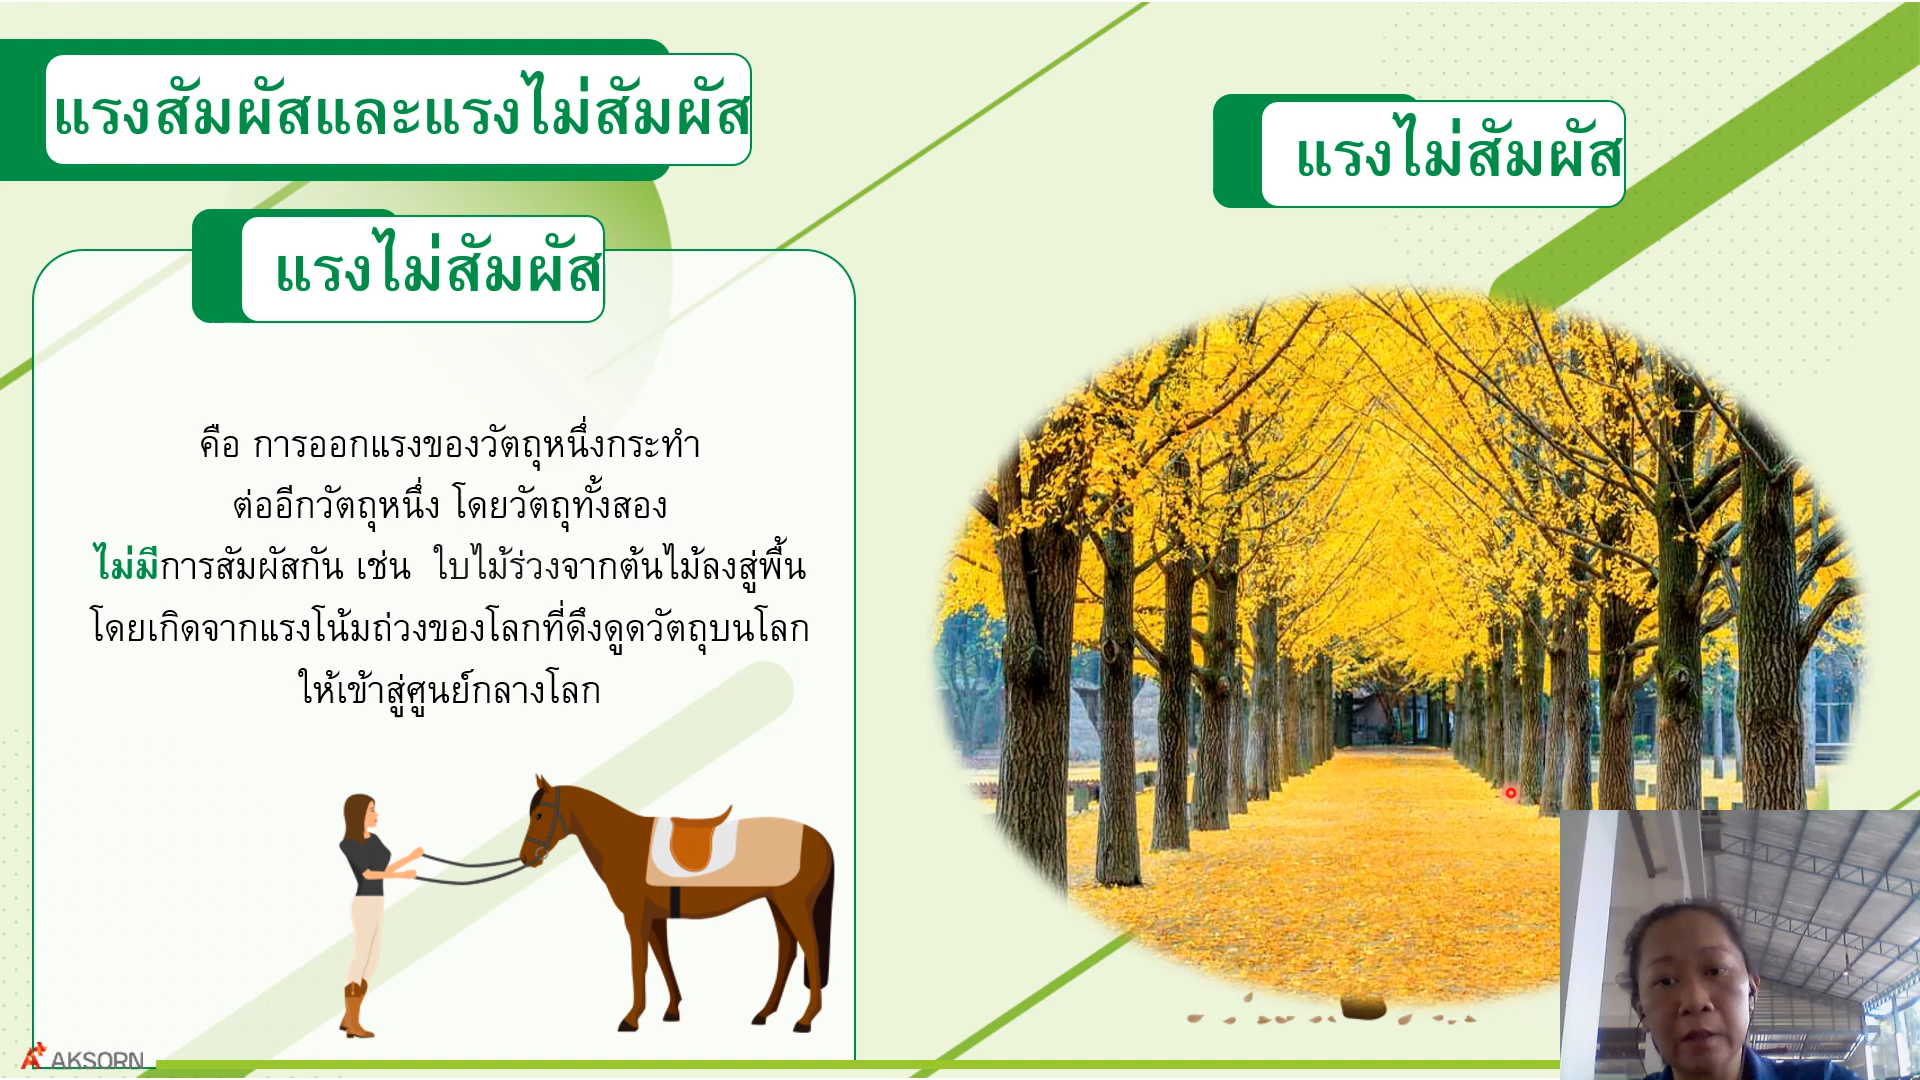 แรงสัมผัสและแรงไม่สัมผัส
แรงไม่สัมผัส
คือ การออกแรงของวัตถุหนึ่งกระทำ
ต่ออีกวัตถุหนึ่ง โดยวัตถุทั้งสอง
ไม่มีการสัมผัสกัน เช่น ใบไม้ร่วงจากต้นไม้ลงสู่พื้น
โดยเกิดจากแรงโน้มถ่วงของโลกที่ดึงดูดวัตถุบนโลก
ให้เข้าสู่ศูนย์กลางโลก
AKSORN
แรงไม่สัมผัส